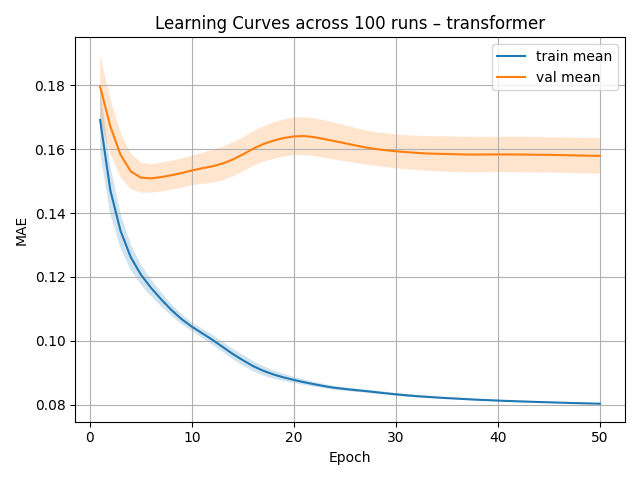 Learning Curves across 100 runs – transformer
train mean
val mean
0.18
0.16
0.14
0.12
0.10
0.08
MAE
0 10 20 30 40 50
Epoch